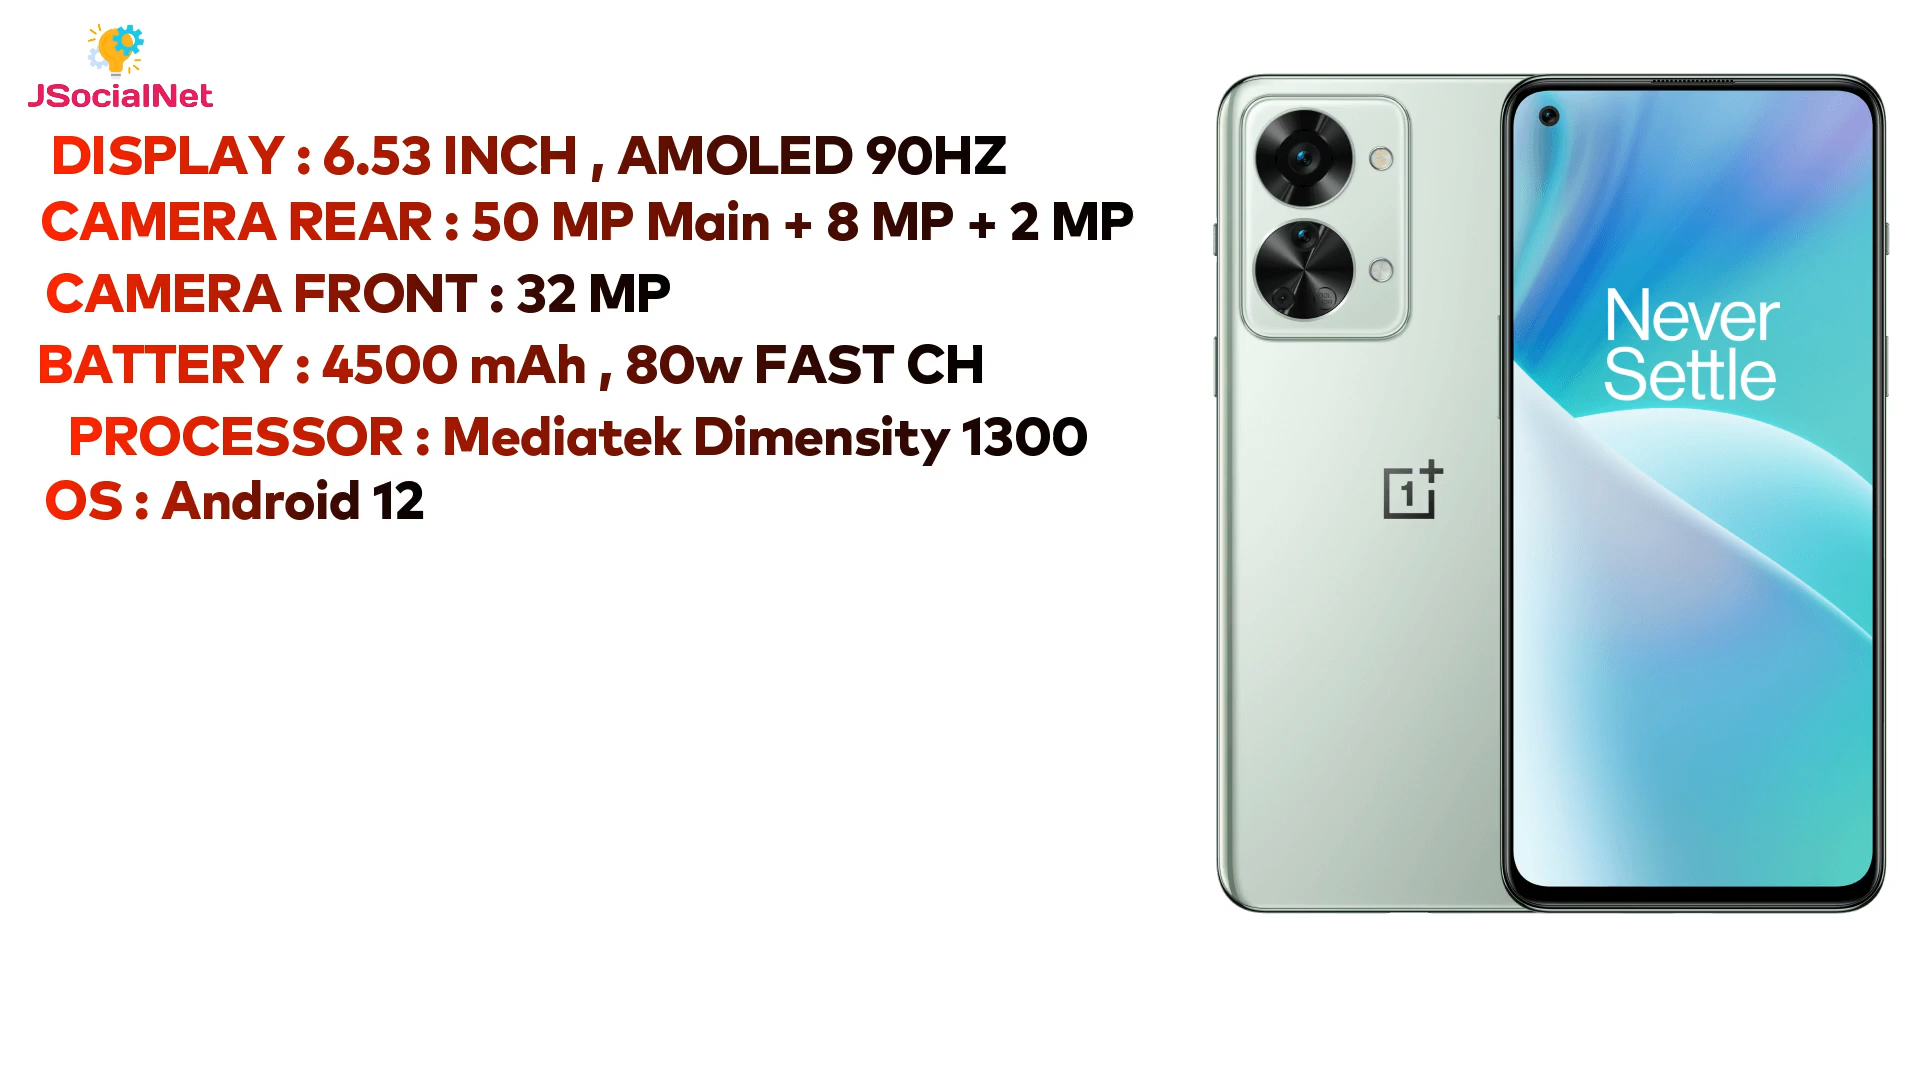 JSocialNet
DISPLAY : 6.53 INCH , AMOLED 90HZ
CAMERA REAR : 50 MP Main + 8 MP + 2 MP
CAMERA FRONT : 32 MP
BATTERY : 4500 mAh , 80w FAST CH
PROCESSOR : Mediatek Dimensity 1300
OS : Android 12
Never
Settle
1+